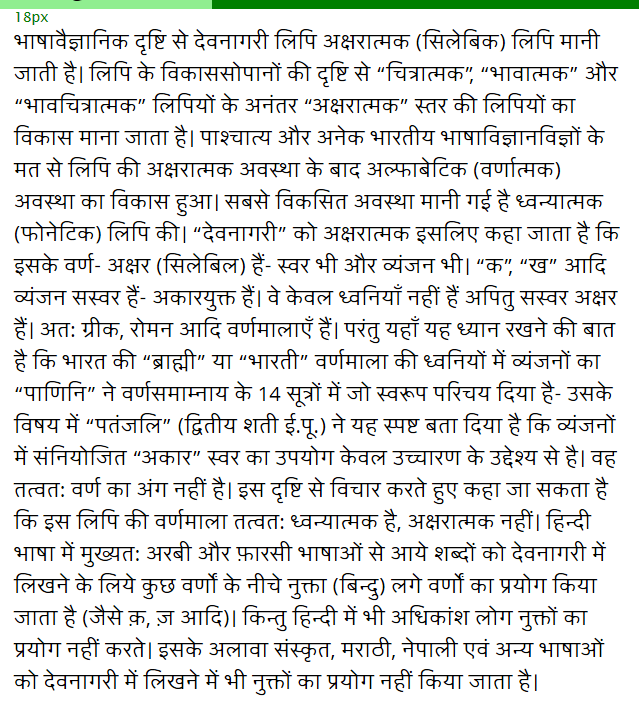 18px
भाषावैज्ञानिक दृष्टि से देवनागरी लिपि अक्षरात्मक (सिलेबिक) लिपि मानी
जाती है। लिपि के विकाससोपानों की दृष्टि से “चित्रात्मक”, “भावात्मक” और
“भावचित्रात्मक” लिपियों के अनंतर “अक्षरात्मक” स्तर की लिपियों का
विकास माना जाता है। पाश्चात्य और अनेक भारतीय भाषाविज्ञानविज्ञों के
मत से लिपि की अक्षरात्मक अवस्था के बाद अल्फाबेटिक (वर्णात्मक)
अवस्था का विकास हुआ। सबसे विकसित अवस्था मानी गई है ध्वन्यात्मक
(फोनेटिक) लिपि की। “देवनागरी” को अक्षरात्मक इसलिए कहा जाता है कि
इसके वर्ण- अक्षर (सिलेबिल) हैं- स्वर भी और व्यंजन भी। “क”, “ख” आदि
व्यंजन सस्वर हैं- अकारयुक्त हैं। वे केवल ध्वनियाँ नहीं हैं अपितु सस्वर अक्षर
हैं। अत: ग्रीक, रोमन आदि वर्णमालाएँ हैं। परंतु यहाँ यह ध्यान रखने की बात
है कि भारत की “ब्राह्मी” या “भारती” वर्णमाला की ध्वनियों में व्यंजनों का
“पाणिनि” ने वर्णसमाम्नाय के 14 सूत्रों में जो स्वरूप परिचय दिया है- उसके
विषय में “पतंजलि” (द्वितीय शती ई.पू.) ने यह स्पष्ट बता दिया है कि व्यंजनों
में संनियोजित “अकार” स्वर का उपयोग केवल उच्चारण के उद्देश्य से है। वह
तत्वत: वर्ण का अंग नहीं है। इस दृष्टि से विचार करते हुए कहा जा सकता है
कि इस लिपि की वर्णमाला तत्वत: ध्वन्यात्मक है, अक्षरात्मक नहीं। हिन्दी
भाषा में मुख्यत: अरबी और फ़ारसी भाषाओं से आये शब्दों को देवनागरी में
लिखने के लिये कुछ वर्णों के नीचे नुक्ता (बिन्दु) लगे वर्णों का प्रयोग किया
जाता है (जैसे क़, ज़ आदि)। किन्तु हिन्दी में भी अधिकांश लोग नुक्तों का
प्रयोग नहीं करते। इसके अलावा संस्कृत, मराठी, नेपाली एवं अन्य भाषाओं
को देवनागरी में लिखने में भी नुक्तों का प्रयोग नहीं किया जाता है।